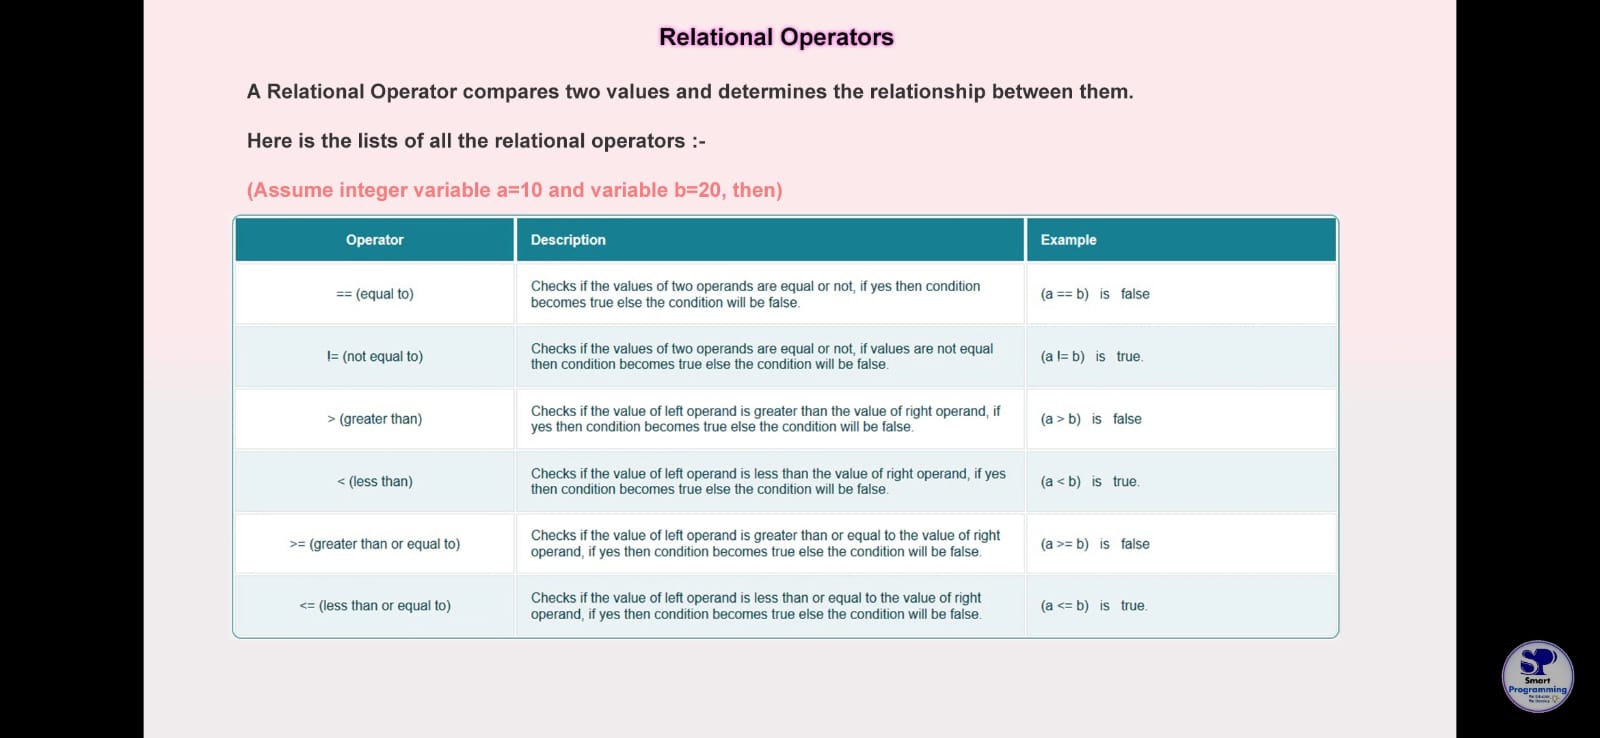 Relational Operators
A Relational Operator compares two values and determines the relationship between them.
Here is the lists of all the relational operators :-
(Assume integer variable a=10 and variable b=20, then)
Operator Description Example
== (equal to) Checks if the values of two operands are equal or not, if yes then condition (a == b) is false
becomes true else the condition will be false.
!= (not equal to) Checks if the values of two operands are equal or not, if values are not equal (a != b) is true.
then condition becomes true else the condition will be false.
> (greater than) Checks if the value of left operand is greater than the value of right operand, if (a > b) is false
yes then condition becomes true else the condition will be false.
< (less than) Checks if the value of left operand is less than the value of right operand, if yes (a < b) is true.
then condition becomes true else the condition will be false.
>= (greater than or equal to) Checks if the value of left operand is greater than or equal to the value of right (a >= b) is false
operand, if yes then condition becomes true else the condition will be false.
<= (less than or equal to) Checks if the value of left operand is less than or equal to the value of right (a <= b) is true.
operand, if yes then condition becomes true else the condition will be false.
SP
Smart
Programming